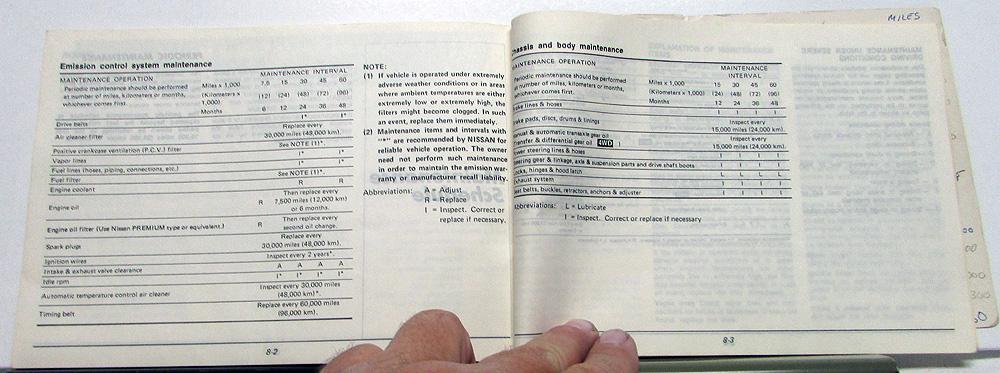 MILES
Emission control system maintenance
MAINTENANCE OPERATION
MAINTENANCE INTERVAL
Periodic maintenance should be performed
at number of miles, kilometers or months,
whichever comes first.
Miles x 1,000 7.5 15 30 45 60
(Kilometers x 1,000) (12) (24) (48) (72) (96)
Months 6 12 24 36 48
Drive belts I* I*
Air cleaner filter Replace every
30,000 miles (48,000 km).
Positive crankcase ventilation (P.C.V.) filter See NOTE (1)*.
Vapor lines I* I*
Fuel lines (hoses, piping, connections, etc.) I* I*
Fuel filter See NOTE (1)*.
Engine coolant R R
Engine oil R Then replace every
7,500 miles (12,000 km)
or 6 months.
Engine oil filter (Use Nissan PREMIUM type or equivalent.) R Then replace every
second oil change.
Spark plugs Replace every
30,000 miles (48,000 km).
Ignition wires Inspect every 2 years*.
Intake & exhaust valve clearance A A A A
Idle rpm I* I* I* I*
Automatic temperature control air cleaner Inspect every 30,000 miles
(48,000 km)*.
Timing belt Replace every 60,000 miles
(96,000 km).
8-2
NOTE:
(1) If vehicle is operated under extremely
adverse weather conditions or in areas
where ambient temperatures are either
extremely low or extremely high, the
filters might become clogged. In such
an event, replace them immediately.
(2) Maintenance items and intervals with
"*" are recommended by NISSAN for
reliable vehicle operation. The owner
need not perform such maintenance
in order to maintain the emission war-
ranty or manufacturer recall liability.
Abbreviations: A = Adjust
R = Replace
I = Inspect. Correct or
replace if necessary.
hassis and body maintenance
MAINTENANCE OPERATION
MAINTENANCE
INTERVAL
Periodic maintenance should be performed
at number of miles, kilometers or months,
whichever comes first.
Miles x 1,000 15 30 45 60
(Kilometers x 1,000) (24) (48) (72) (96)
Months 12 24 36 48
ake lines & hoses I I I I
ake pads, discs, drums & linings Inspect every
15,000 miles (24,000 km).
anual & automatic transaxle gear oil
Transfer & differential gear oil (4WD) Inspect every
15,000 miles (24,000 km).
ower steering lines & hoses I I I I
eering gear & linkage, axle & suspension parts and drive shaft boots I I I I
ocks, hinges & hood latch L L L L
xhaust system I I I I
eat belts, buckles, retractors, anchors & adjuster I I I I
bbreviations: L = Lubricate
I = Inspect. Correct or replace if necessary
8-3